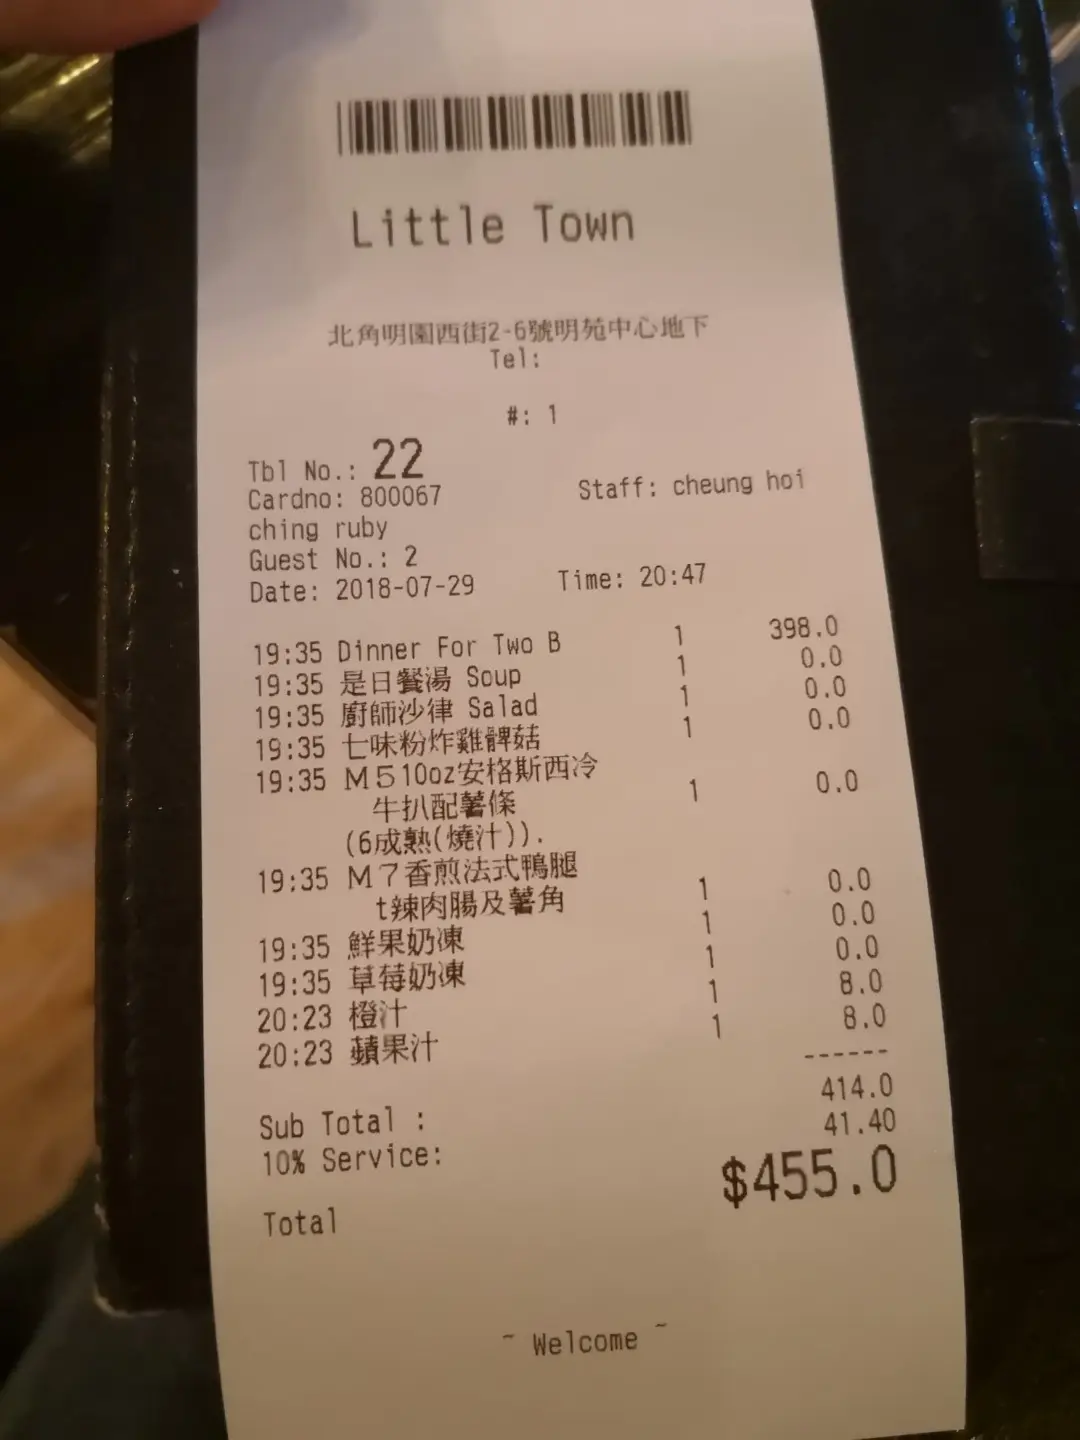 Little Town
北角明園西街2-6號明苑中心地下
Tel:
#: 1
Tbl No.: 22
Cardno: 800067 Staff: cheung hoi
ching ruby
Guest No.: 2
Date: 2018-07-29 Time: 20:47
19:35 Dinner For Two B 1 398.0
19:35 是日餐湯 Soup 1 0.0
19:35 廚師沙律 Salad 1 0.0
19:35 七味粉炸雞髀菇 1 0.0
19:35 M５10oz安格斯西冷
牛扒配薯條 1 0.0
(6成熟(燒汁)).
19:35 M７香煎法式鴨腿
t辣肉腸及薯角 1 0.0
19:35 鮮果奶凍 1 0.0
19:35 草莓奶凍 1 0.0
20:23 橙汁 1 8.0
20:23 蘋果汁 1 8.0
------
Sub Total : 414.0
10% Service: 41.40
Total $455.0
~ Welcome ~